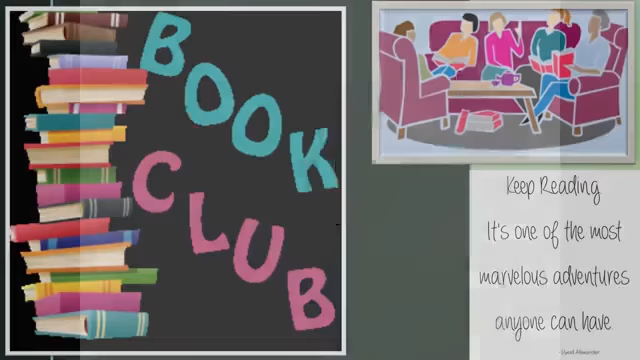 BOOK
CLUB
Keep Reading
It's one of the most
marvelous adventures
anyone can have